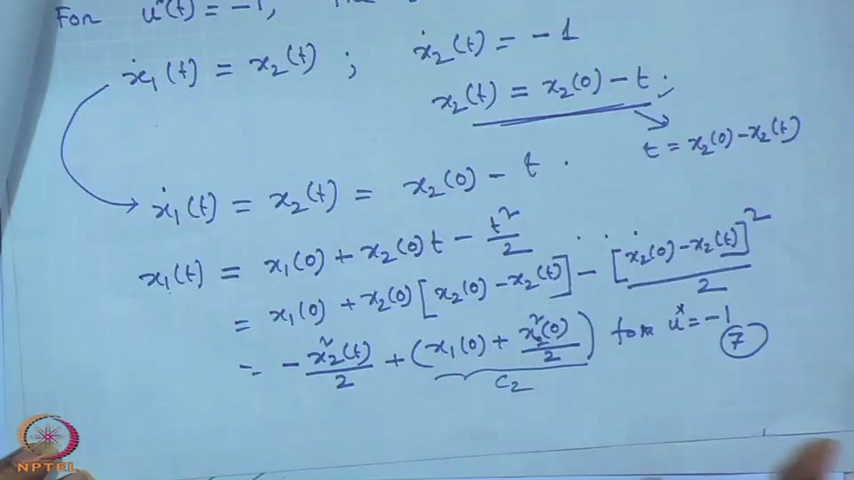 For u*(t) = -1,
ẋ₁(t) = x₂(t) ; ẋ₂(t) = -1
x₂(t) = x₂(0) - t.
t = x₂(0) - x₂(t)
ẋ₁(t) = x₂(t) = x₂(0) - t .
x₁(t) = x₁(0) + x₂(0)t - t²/2 . . .
= x₁(0) + x₂(0)[x₂(0) - x₂(t)] - [x₂(0) - x₂(t)]²/2
= - x₂²(t)/2 + (x₁(0) + x₂²(0)/2) for u* = -1
C₂
7
NPTEL